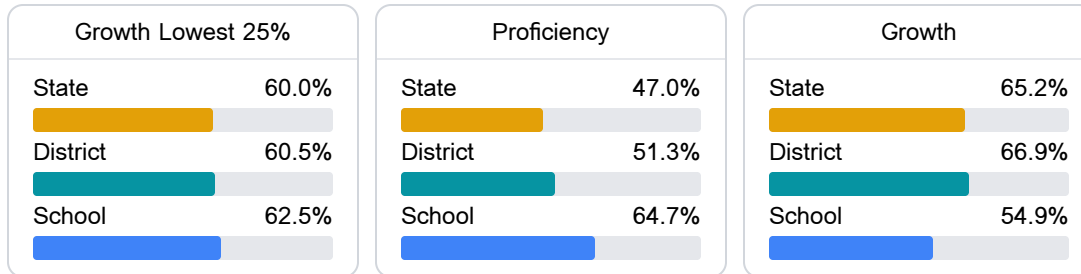 Growth Lowest 25%
State 60.0%
District 60.5%
School 62.5%
Proficiency
State 47.0%
District 51.3%
School 64.7%
Growth
State 65.2%
District 66.9%
School 54.9%